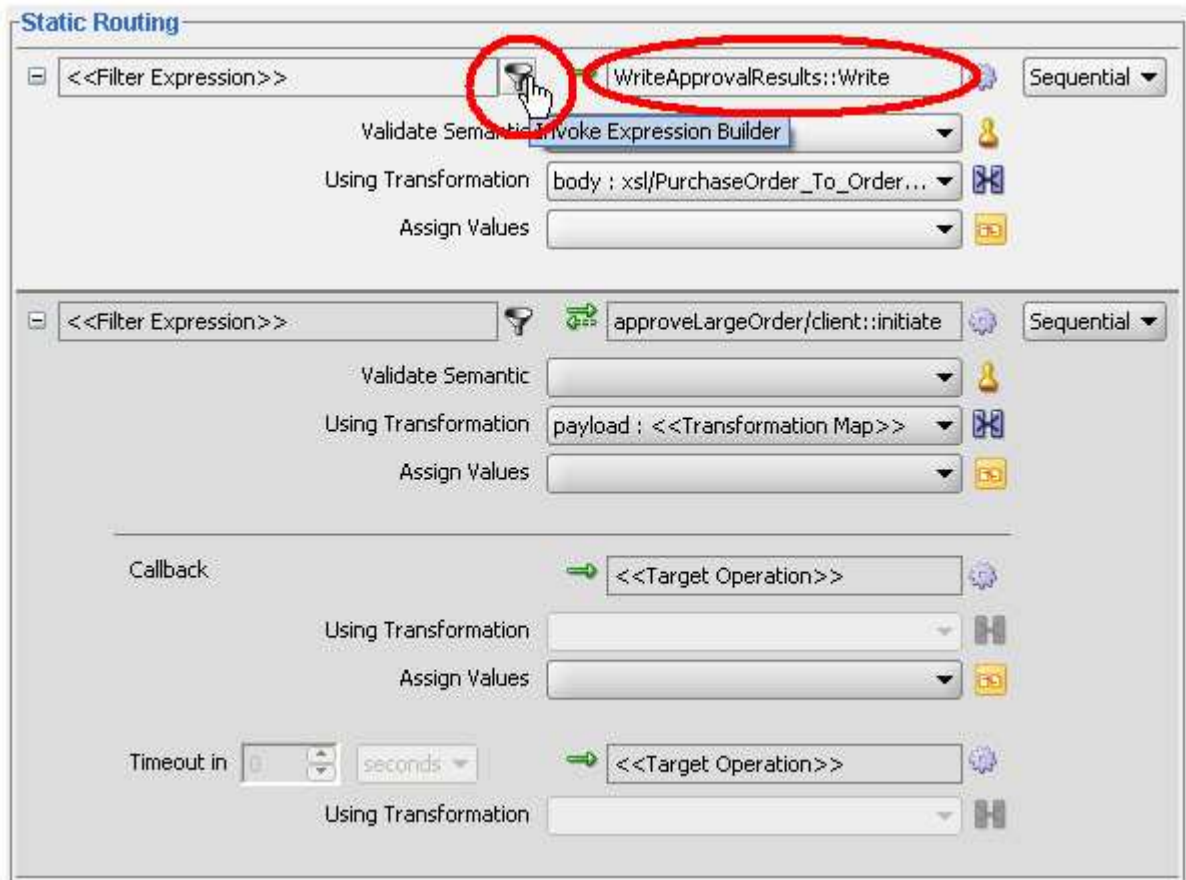 Static Routing
<<Filter Expression>> WriteApprovalResults::Write Sequential
Validate Semantic Invoke Expression Builder
Using Transformation body : xsl/PurchaseOrder_To_Order...
Assign Values
<<Filter Expression>> approveLargeOrder/client::initiate Sequential
Validate Semantic
Using Transformation payload : <<Transformation Map>>
Assign Values
Callback <<Target Operation>>
Using Transformation
Assign Values
Timeout in 0 seconds <<Target Operation>>
Using Transformation